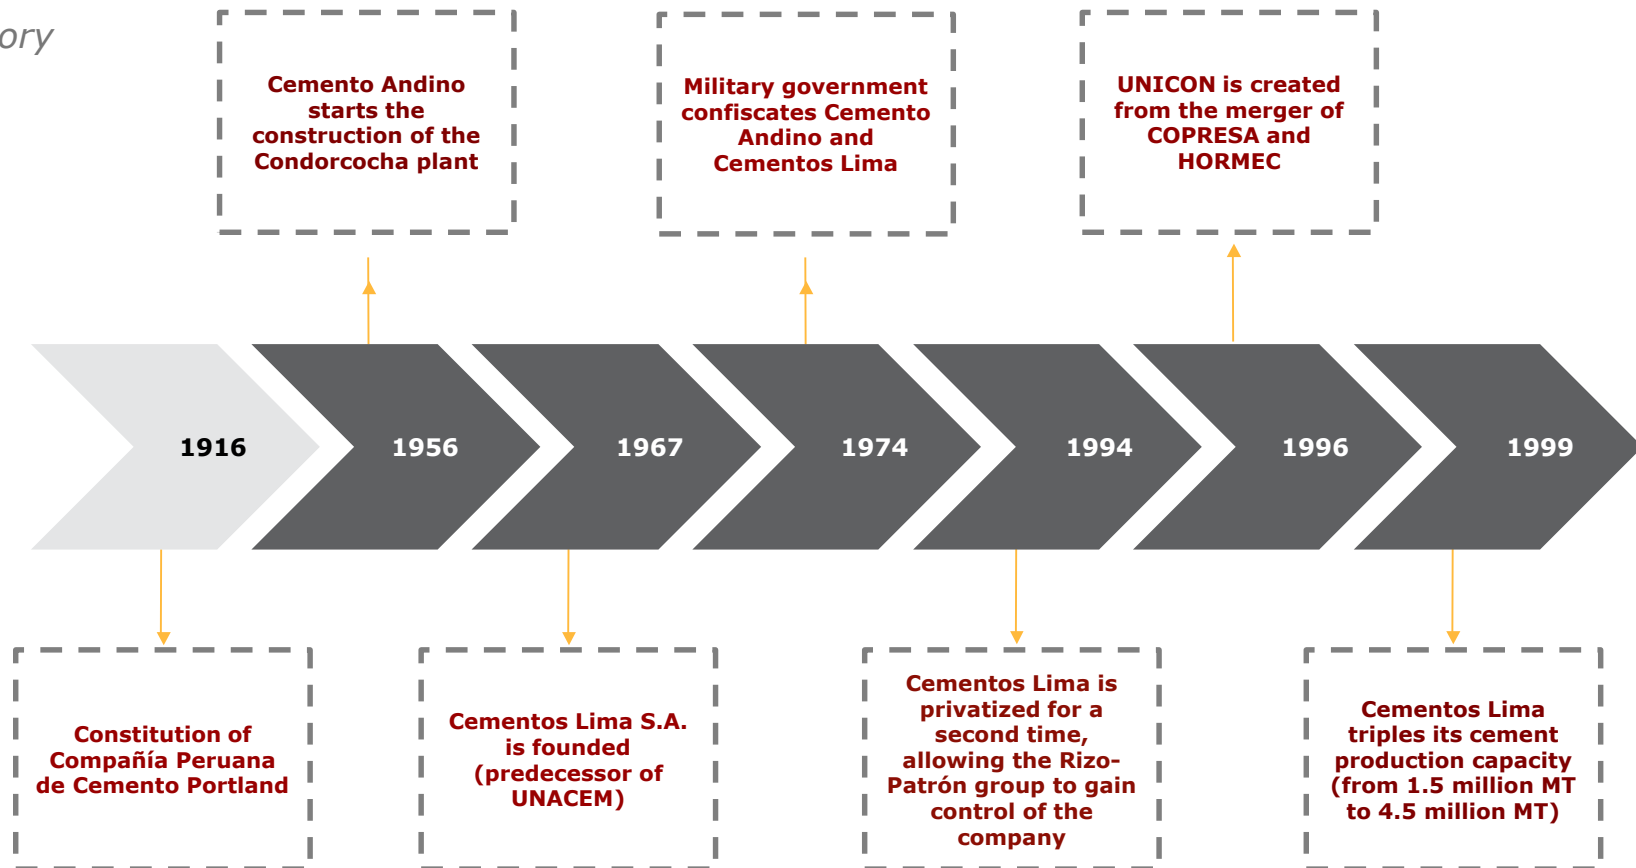 Cemento Andino
starts the
construction of the
Condorcocha plant
Military government
confiscates Cemento
Andino and
Cementos Lima
UNICON is created
from the merger of
COPRESA and
HORMEC
1916
1956
1967
1974
1994
1996
1999
Constitution of
Compañía Peruana
de Cemento Portland
Cementos Lima S.A.
is founded
(predecessor of
UNACEM)
Cementos Lima is
privatized for a
second time,
allowing the Rizo-
Patrón group to gain
control of the
company
Cementos Lima
triples its cement
production capacity
(from 1.5 million MT
to 4.5 million MT)